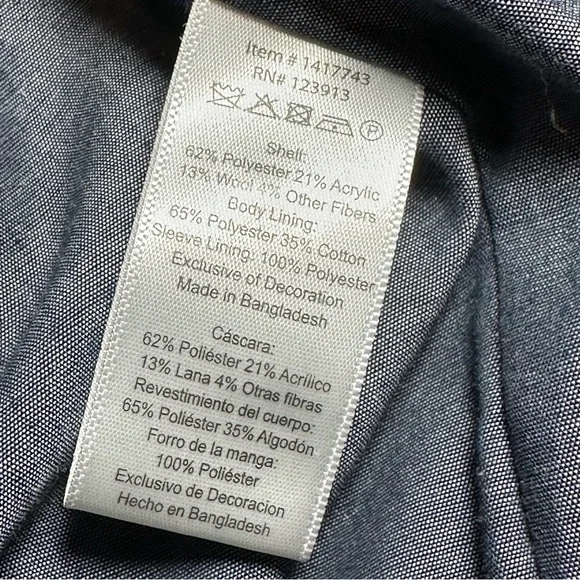 Item # 1417743
RN# 123913
P
Shell:
62% Polyester 21% Acrylic
13% Wool 4% Other Fibers
Body Lining:
65% Polyester 35% Cotton
Sleeve Lining: 100% Polyester
Exclusive of Decoration
Made in Bangladesh
Cáscara:
62% Poliéster 21% Acrílico
13% Lana 4% Otras fibras
Revestimiento del cuerpo:
65% Poliéster 35% Algodón
Forro de la manga:
100% Poliéster
Exclusivo de Decoracion
Hecho en Bangladesh